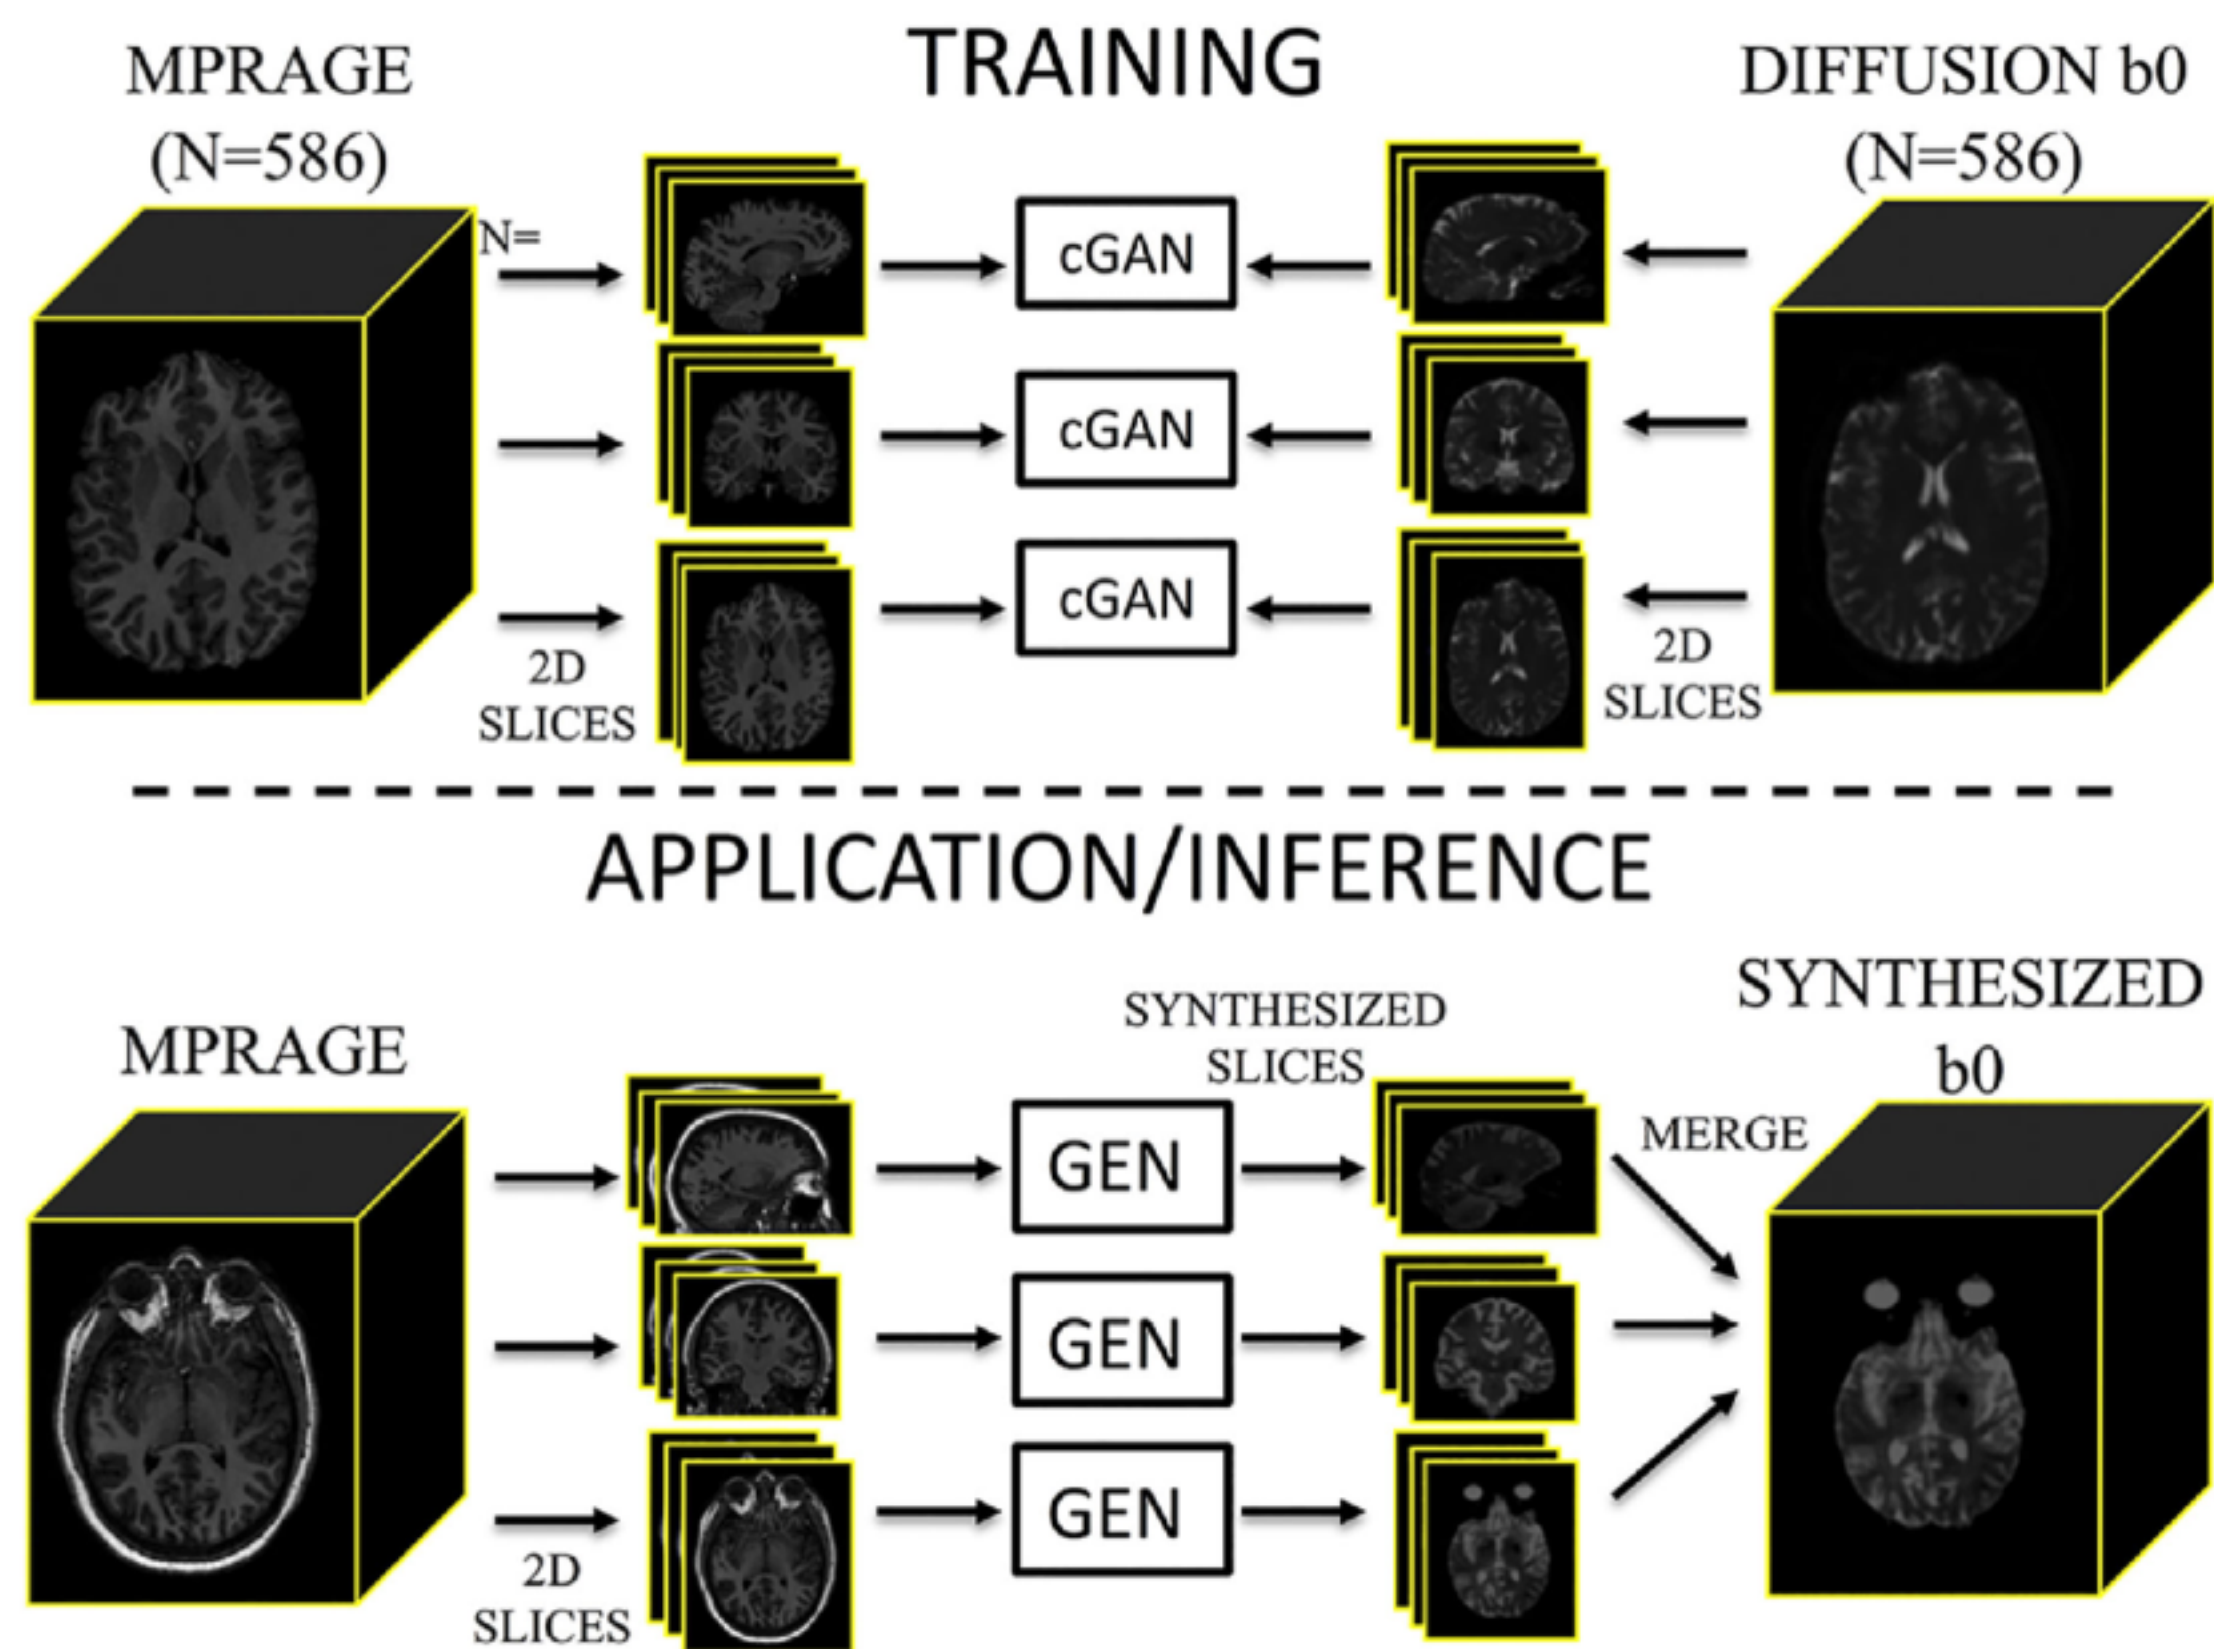 TRAINING
MPRAGE
(N=586)
DIFFUSION b0
(N=586)
N=
cGAN
cGAN
cGAN
2D
SLICES
2D
SLICES
APPLICATION/INFERENCE
MPRAGE
SYNTHESIZED
SLICES
SYNTHESIZED
b0
MERGE
GEN
GEN
GEN
2D
SLICES